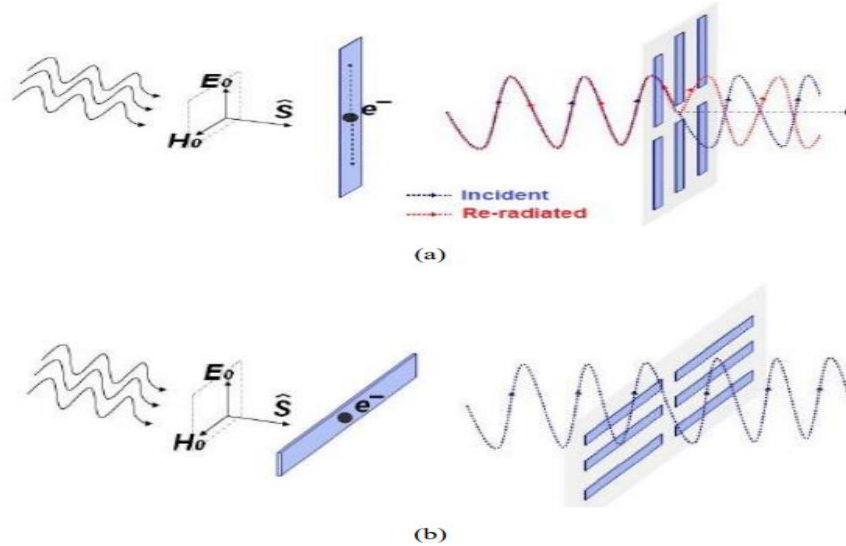 E₀
H₀
Ŝ
e⁻
Incident
Re-radiated
(a)
E₀
H₀
Ŝ
e⁻
(b)